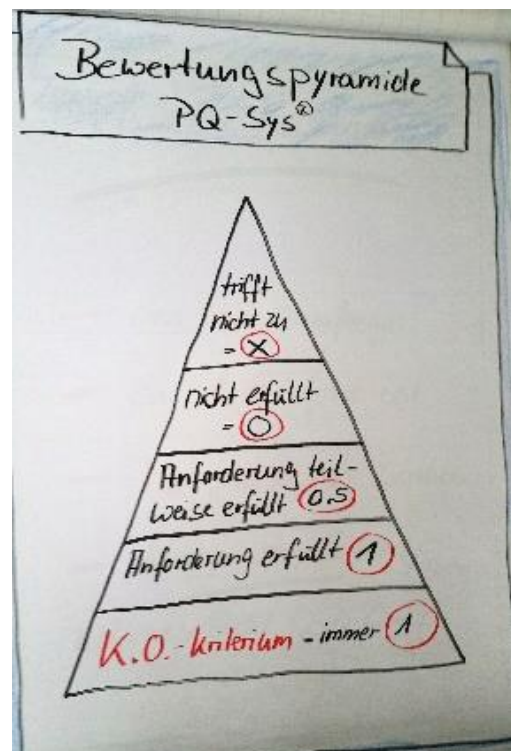 Bewertungspyramide
PQ-Sys®
trifft
nicht zu
= X
nicht erfüllt
= 0
Anforderung teil-
weise erfüllt 0,5
Anforderung erfüllt 1
K.O.-Kriterium - immer 1